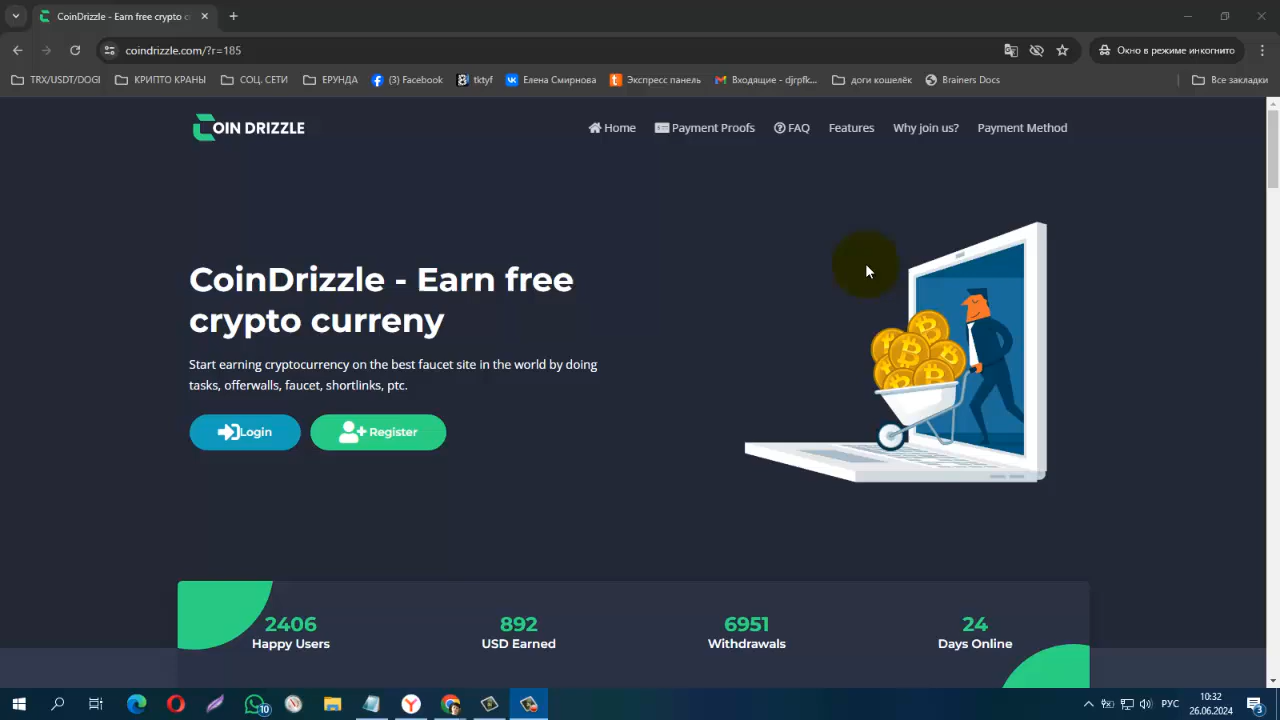 CoinDrizzle - Earn free crypto c
coindrizzle.com/?r=185
Окно в режиме инкогнито
TRX/USDT/DOGI
КРИПТО КРАНЫ
СОЦ. СЕТИ
ЕРУНДА
(3) Facebook
tktyf
Елена Смирнова
Экспресс панель
Входящие - djrpfk...
доги кошелёк
Brainers Docs
Все закладки
COIN DRIZZLE
Home
Payment Proofs
FAQ
Features
Why join us?
Payment Method
CoinDrizzle - Earn free
crypto curreny
Start earning cryptocurrency on the best faucet site in the world by doing
tasks, offerwalls, faucet, shortlinks, ptc.
Login
Register
2406
Happy Users
892
USD Earned
6951
Withdrawals
24
Days Online
10
РУС
10:32
26.06.2024
3